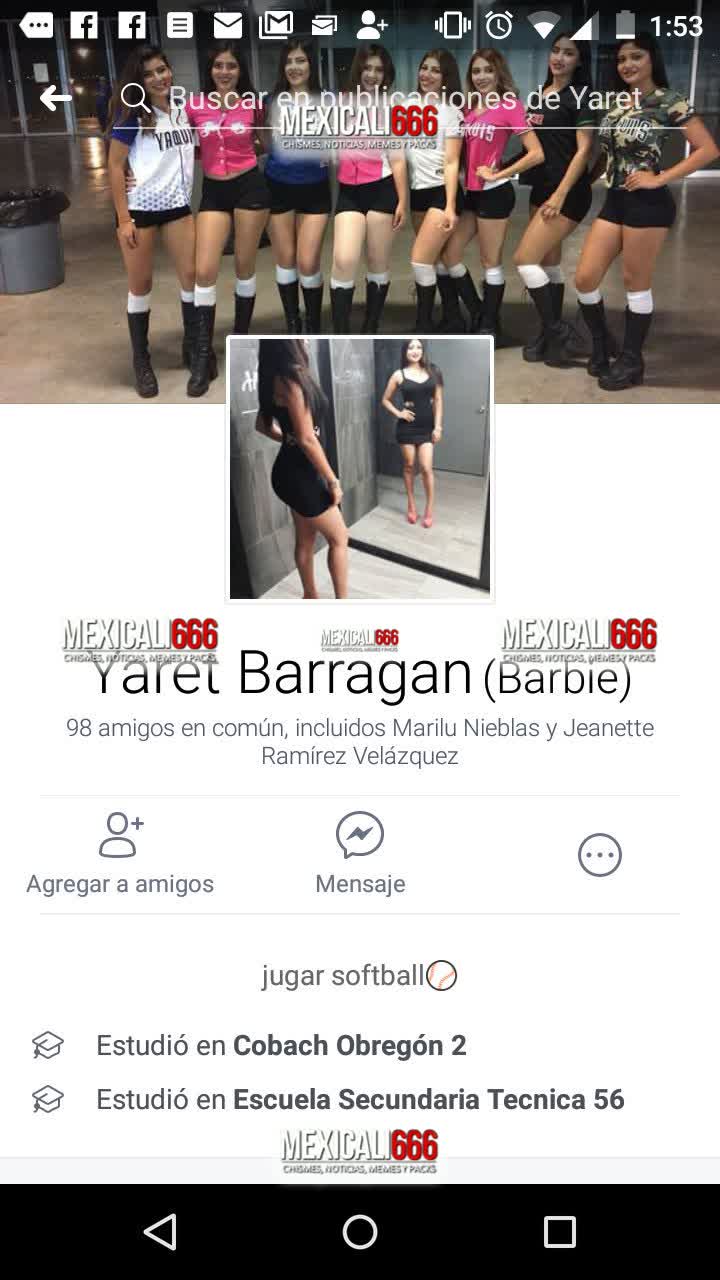 1:53
Buscar en publicaciones de Yaret
MEXICALI666
CHISMES, NOTICIAS, MEMES Y PACKS
YAQUI
MEXICALI666
CHISMES, NOTICIAS, MEMES Y PACKS
MEXICALI666
CHISMES, NOTICIAS, MEMES Y PACKS
MEXICALI666
CHISMES, NOTICIAS, MEMES Y PACKS
Yaret Barragan (Barbie)
98 amigos en común, incluidos Marilu Nieblas y Jeanette
Ramírez Velázquez
Agregar a amigos
Mensaje
jugar softball
Estudió en Cobach Obregón 2
Estudió en Escuela Secundaria Tecnica 56
MEXICALI666
CHISMES, NOTICIAS, MEMES Y PACKS